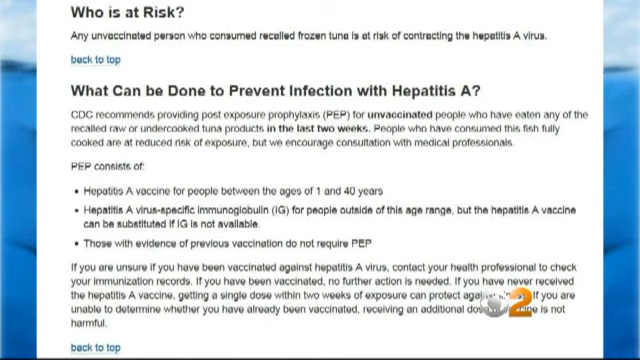 Who is at Risk?
Any unvaccinated person who consumed recalled frozen tuna is at risk of contracting the hepatitis A virus.
back to top
What Can be Done to Prevent Infection with Hepatitis A?
CDC recommends providing post exposure prophylaxis (PEP) for unvaccinated people who have eaten any of the
recalled raw or undercooked tuna products in the last two weeks. People who have consumed this fish fully
cooked are at reduced risk of exposure, but we encourage consultation with medical professionals.
PEP consists of:
• Hepatitis A vaccine for people between the ages of 1 and 40 years
• Hepatitis A virus-specific immunoglobulin (IG) for people outside of this age range, but the hepatitis A vaccine
can be substituted if IG is not available.
• Those with evidence of previous vaccination do not require PEP
If you are unsure if you have been vaccinated against hepatitis A virus, contact your health professional to check
your immunization records. If you have been vaccinated, no further action is needed. If you have never received
the hepatitis A vaccine, getting a single dose within two weeks of exposure can protect If you are
unable to determine whether you have already been vaccinated, receiving an additional is not
harmful.
back to top
2